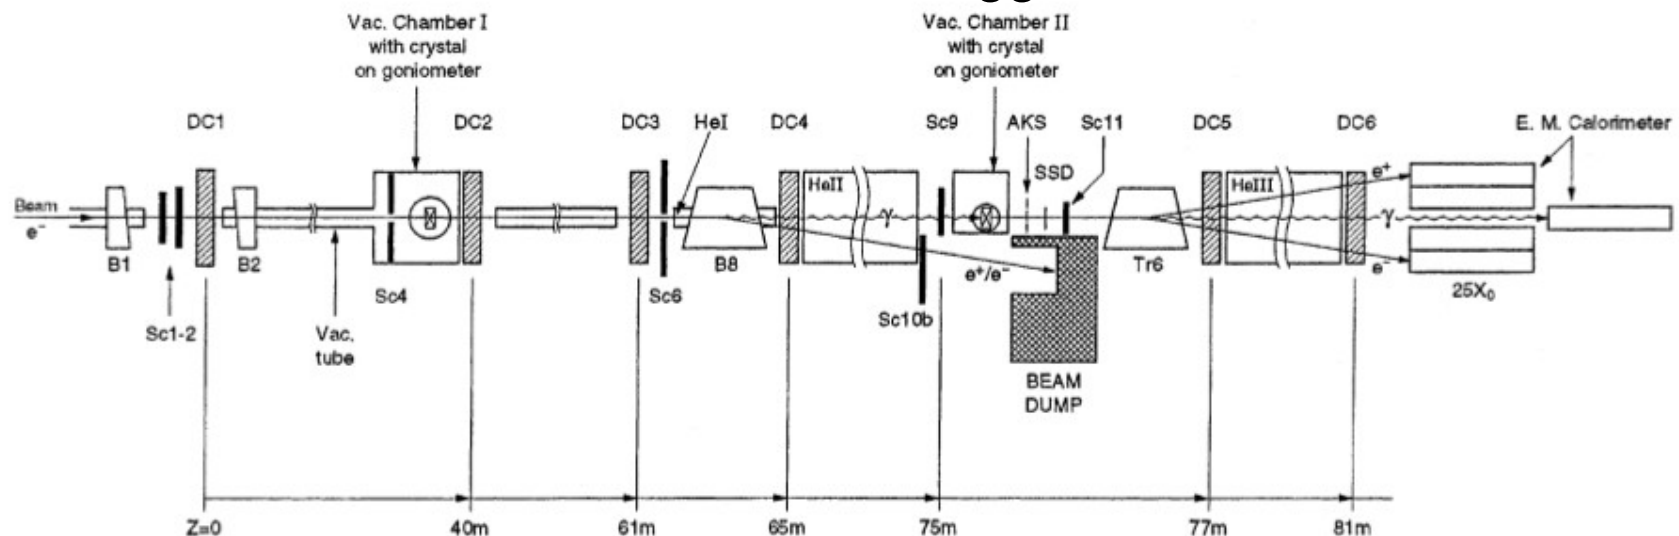 Vac. Chamber I
with crystal
on goniometer
Vac. Chamber II
with crystal
on goniometer
DC1
DC2
DC3
HeI
DC4
Sc9
AKS
Sc11
DC5
DC6
E. M. Calorimeter
SSD
HeII
HeIII
e+
Beam
e−
γ
γ
B1
B2
B8
e+/e−
Tr6
e−
Sc4
Sc6
25X0
Sc10b
Sc1-2
Vac.
tube
BEAM
DUMP
Z=0
40m
61m
65m
75m
77m
81m